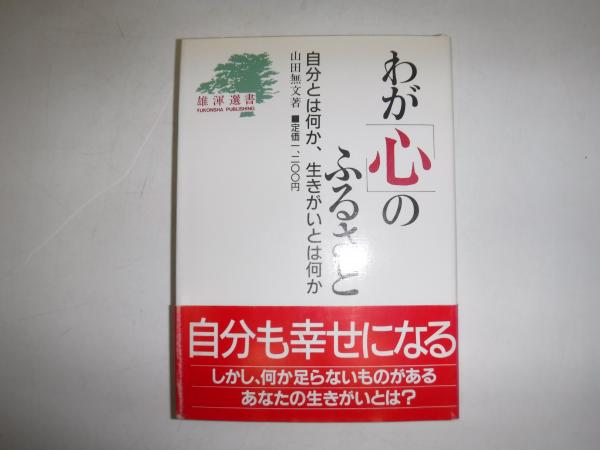 わが「心」の
ふるさと
自分とは何か、生きがいとは何か
山田無文著 ■定価一、二〇〇円
雄渾選書
YUKONSHA PUBLISHING
自分も幸せになる
しかし、何か足らないものがある
あなたの生きがいとは?